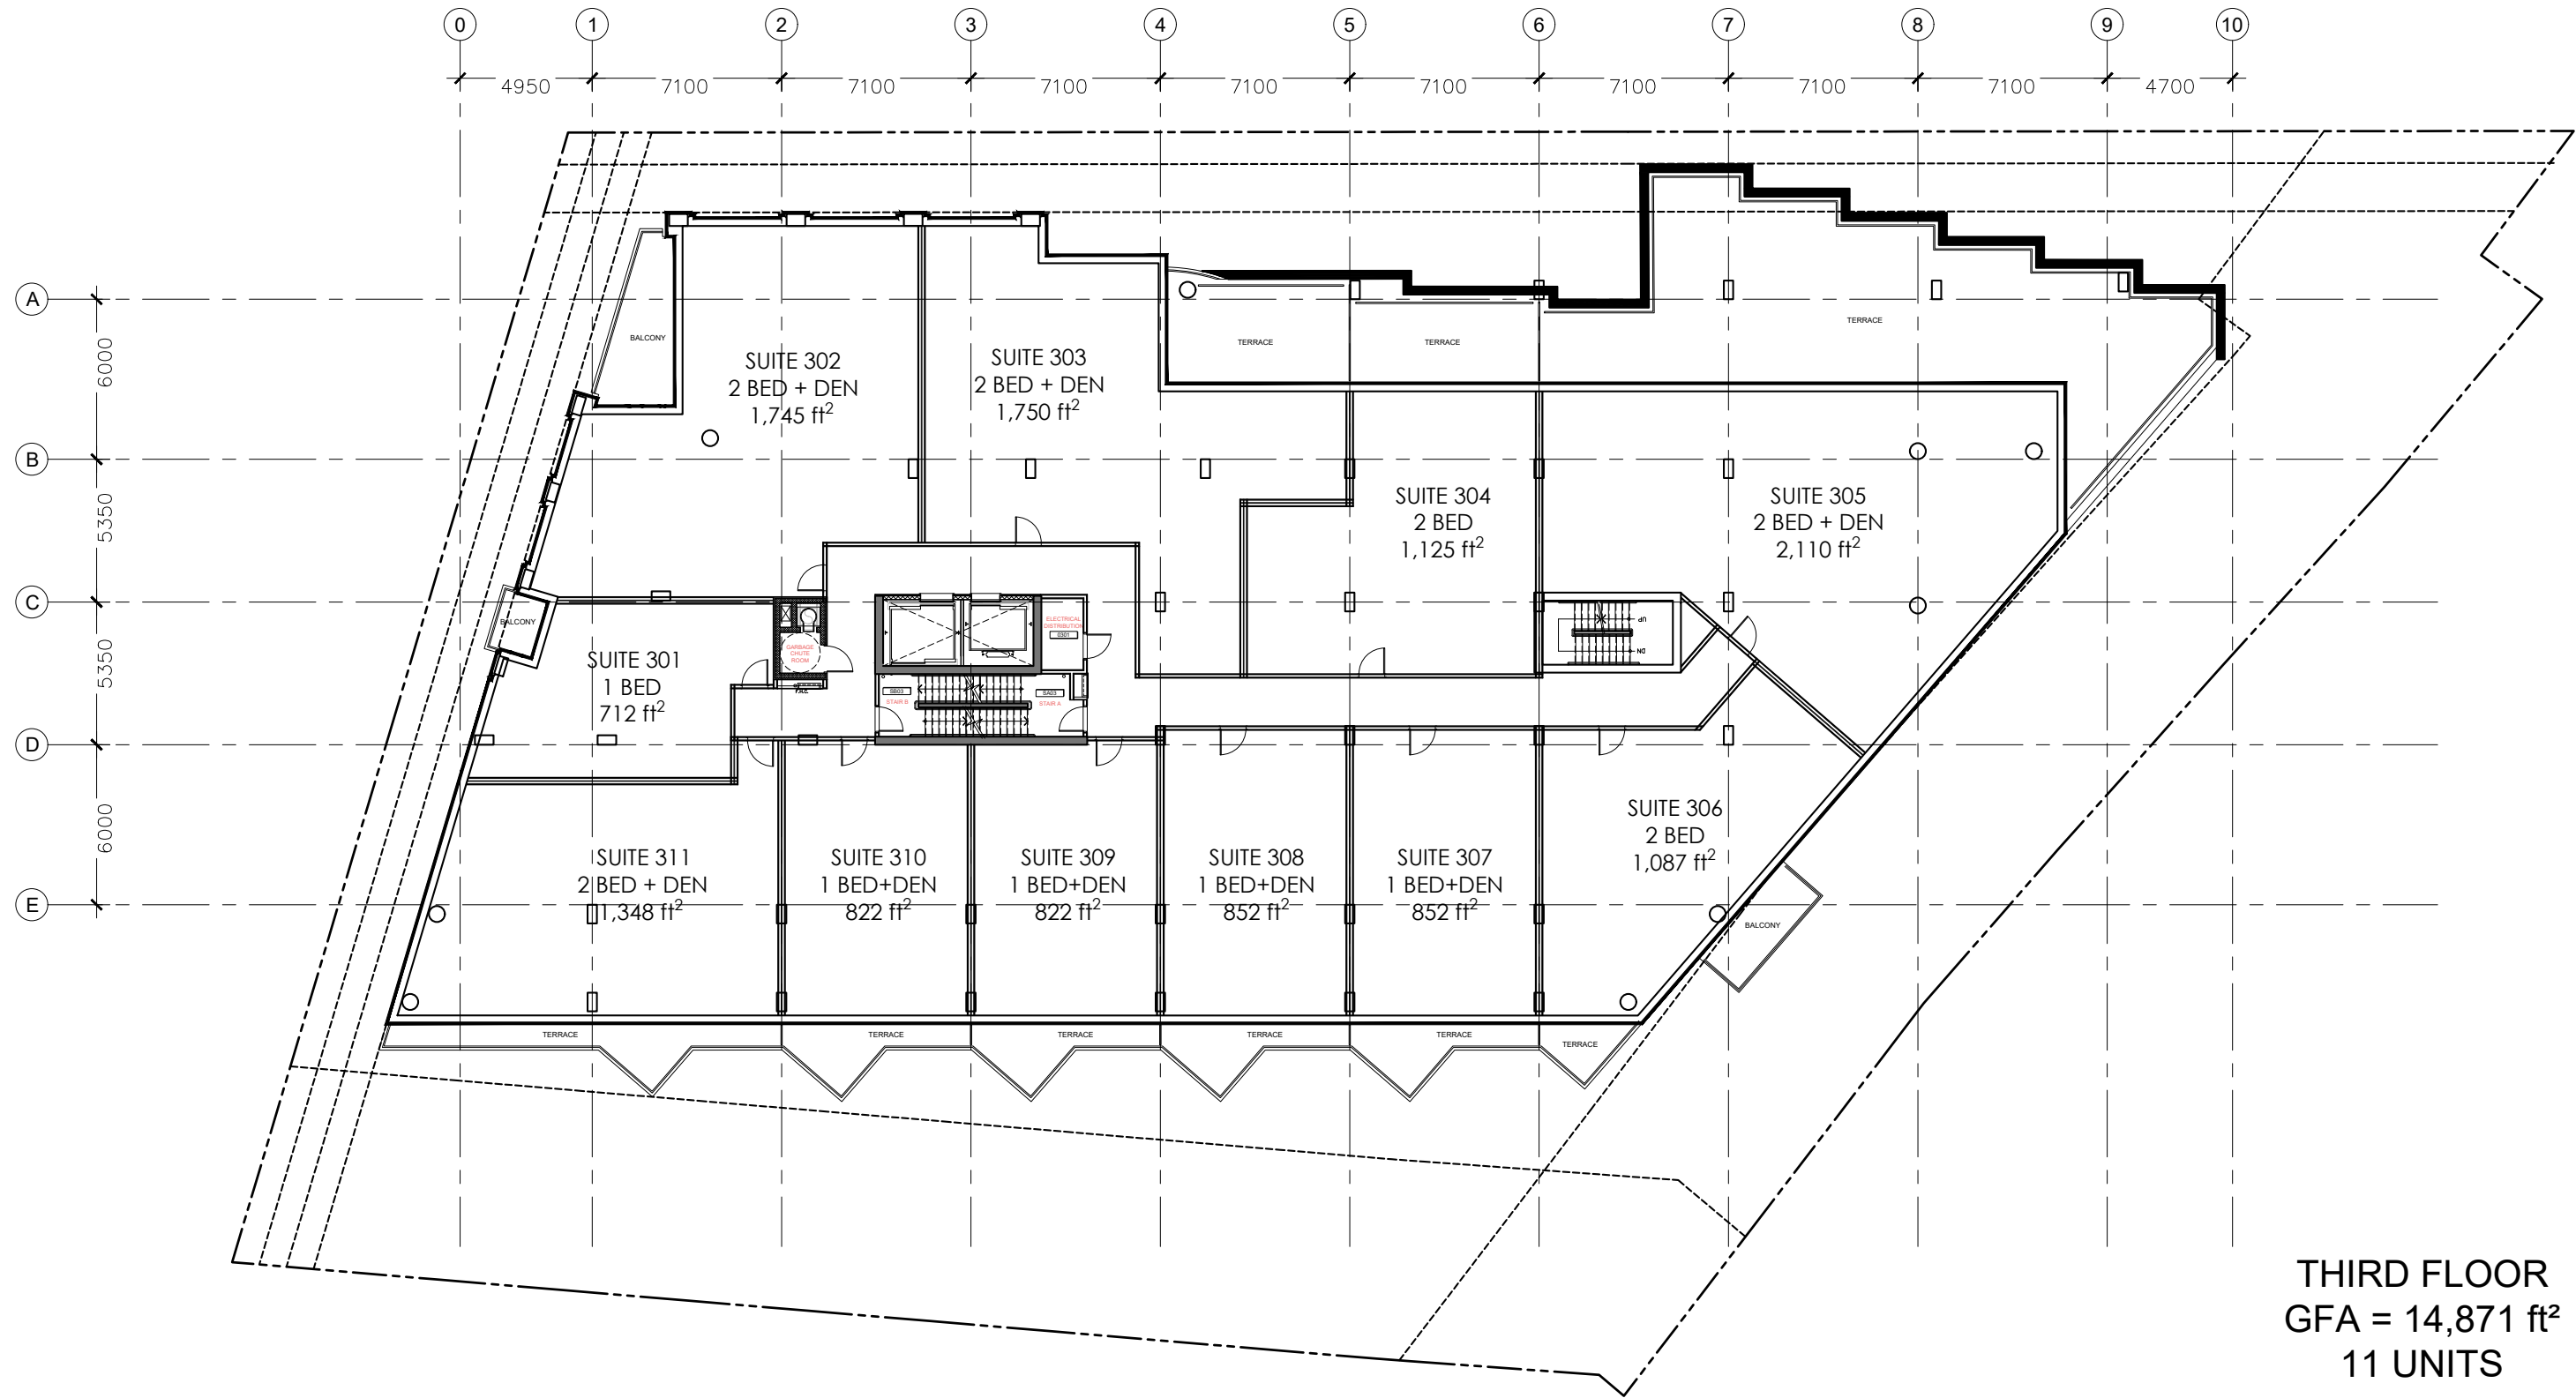 0 1 2 3 4 5 6 7 8 9 10
4950 7100 7100 7100 7100 7100 7100 7100 7100 4700
A
B
C
D
E
6000
5350
5350
6000
BALCONY
SUITE 302
2 BED + DEN
1,745 ft²
SUITE 303
2 BED + DEN
1,750 ft²
TERRACE
TERRACE
TERRACE
SUITE 304
2 BED
1,125 ft²
SUITE 305
2 BED + DEN
2,110 ft²
BALCONY
SUITE 301
1 BED
712 ft²
GARBAGE
CHUTE
ROOM
ELECTRICAL
DISTRIBUTION
0301
SB03
STAIR B
SA03
STAIR A
UP
DN
SUITE 311
2 BED + DEN
1,348 ft²
SUITE 310
1 BED+DEN
822 ft²
SUITE 309
1 BED+DEN
822 ft²
SUITE 308
1 BED+DEN
852 ft²
SUITE 307
1 BED+DEN
852 ft²
SUITE 306
2 BED
1,087 ft²
BALCONY
TERRACE
TERRACE
TERRACE
TERRACE
TERRACE
TERRACE
THIRD FLOOR
GFA = 14,871 ft²
11 UNITS